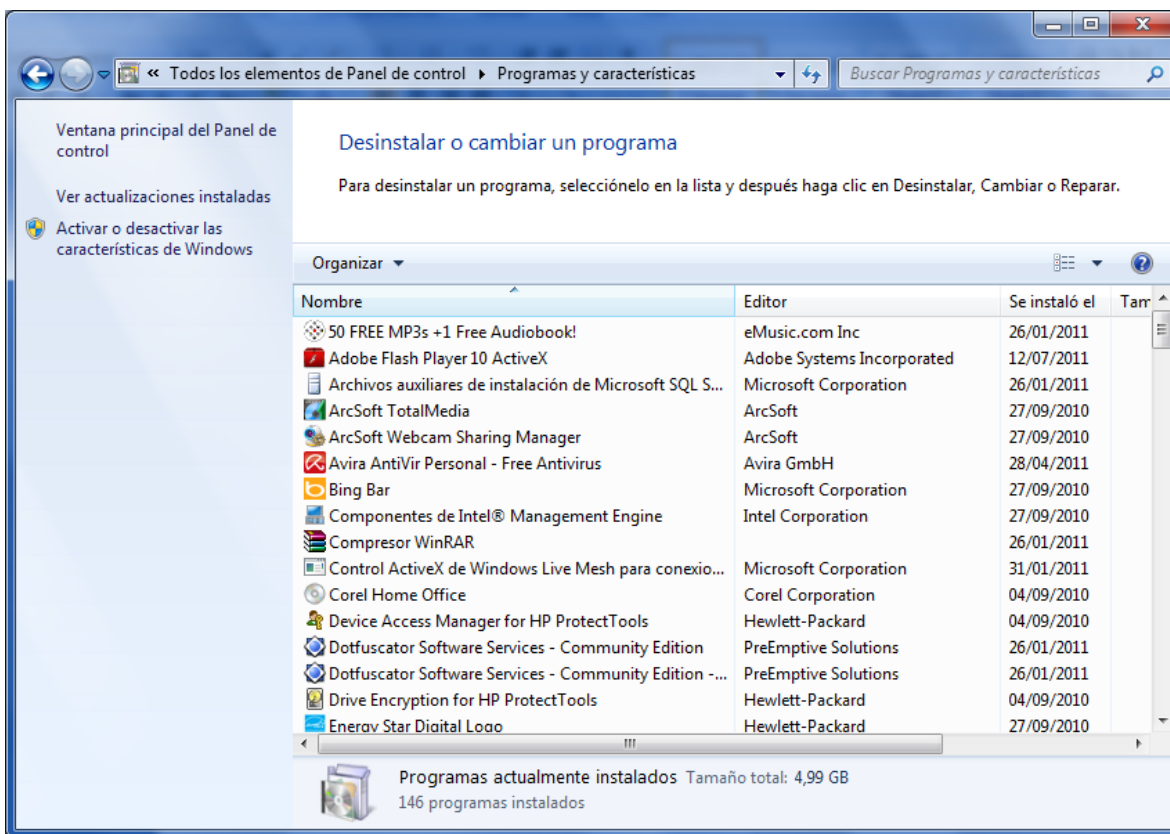 « Todos los elementos de Panel de control ▸ Programas y características
Buscar Programas y características
Ventana principal del Panel de
control
Ver actualizaciones instaladas
Activar o desactivar las
características de Windows
Desinstalar o cambiar un programa
Para desinstalar un programa, selecciónelo en la lista y después haga clic en Desinstalar, Cambiar o Reparar.
Organizar
Nombre Editor Se instaló el Tam
50 FREE MP3s +1 Free Audiobook! eMusic.com Inc 26/01/2011
Adobe Flash Player 10 ActiveX Adobe Systems Incorporated 12/07/2011
Archivos auxiliares de instalación de Microsoft SQL S... Microsoft Corporation 26/01/2011
ArcSoft TotalMedia ArcSoft 27/09/2010
ArcSoft Webcam Sharing Manager ArcSoft 27/09/2010
Avira AntiVir Personal - Free Antivirus Avira GmbH 28/04/2011
Bing Bar Microsoft Corporation 27/09/2010
Componentes de Intel® Management Engine Intel Corporation 27/09/2010
Compresor WinRAR 26/01/2011
Control ActiveX de Windows Live Mesh para conexio... Microsoft Corporation 31/01/2011
Corel Home Office Corel Corporation 04/09/2010
Device Access Manager for HP ProtectTools Hewlett-Packard 04/09/2010
Dotfuscator Software Services - Community Edition PreEmptive Solutions 26/01/2011
Dotfuscator Software Services - Community Edition -... PreEmptive Solutions 26/01/2011
Drive Encryption for HP ProtectTools Hewlett-Packard 04/09/2010
Energy Star Digital Logo Hewlett-Packard 27/09/2010
Programas actualmente instalados Tamaño total: 4,99 GB
146 programas instalados